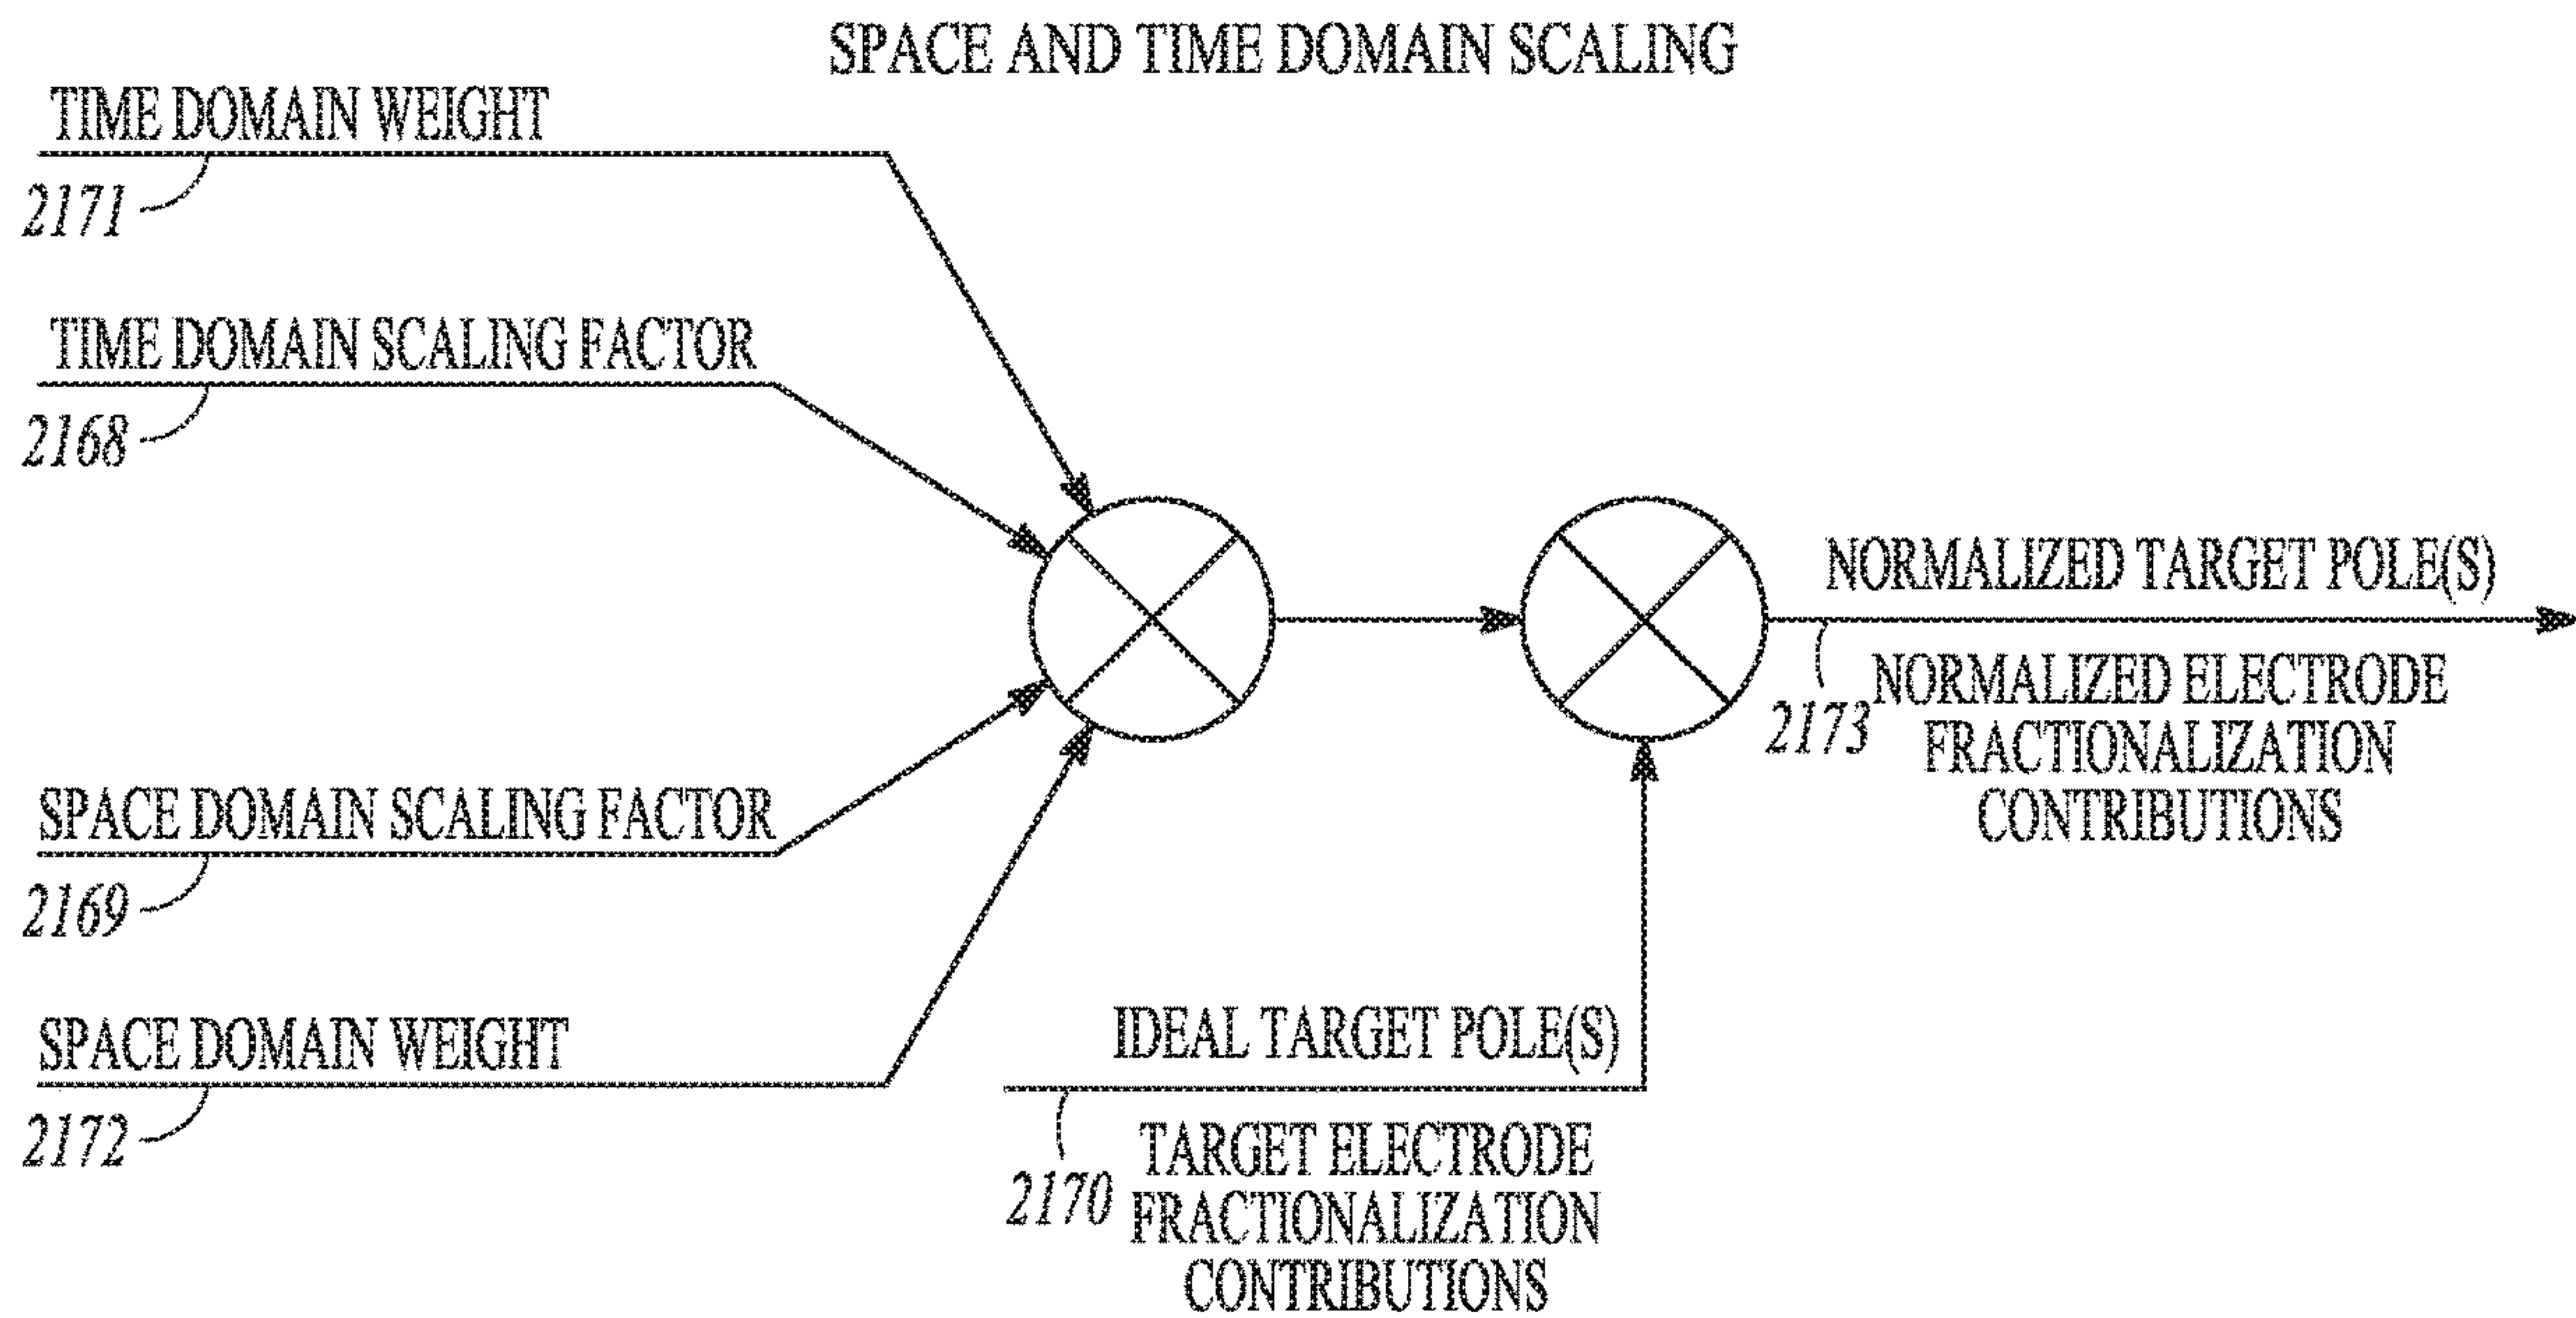 SPACE AND TIME DOMAIN SCALING
TIME DOMAIN WEIGHT
2171
TIME DOMAIN SCALING FACTOR
2168
NORMALIZED TARGET POLE(S)
2173
NORMALIZED ELECTRODE
FRACTIONALIZATION
CONTRIBUTIONS
SPACE DOMAIN SCALING FACTOR
2169
SPACE DOMAIN WEIGHT
2172
IDEAL TARGET POLE(S)
2170
TARGET ELECTRODE
FRACTIONALIZATION
CONTRIBUTIONS